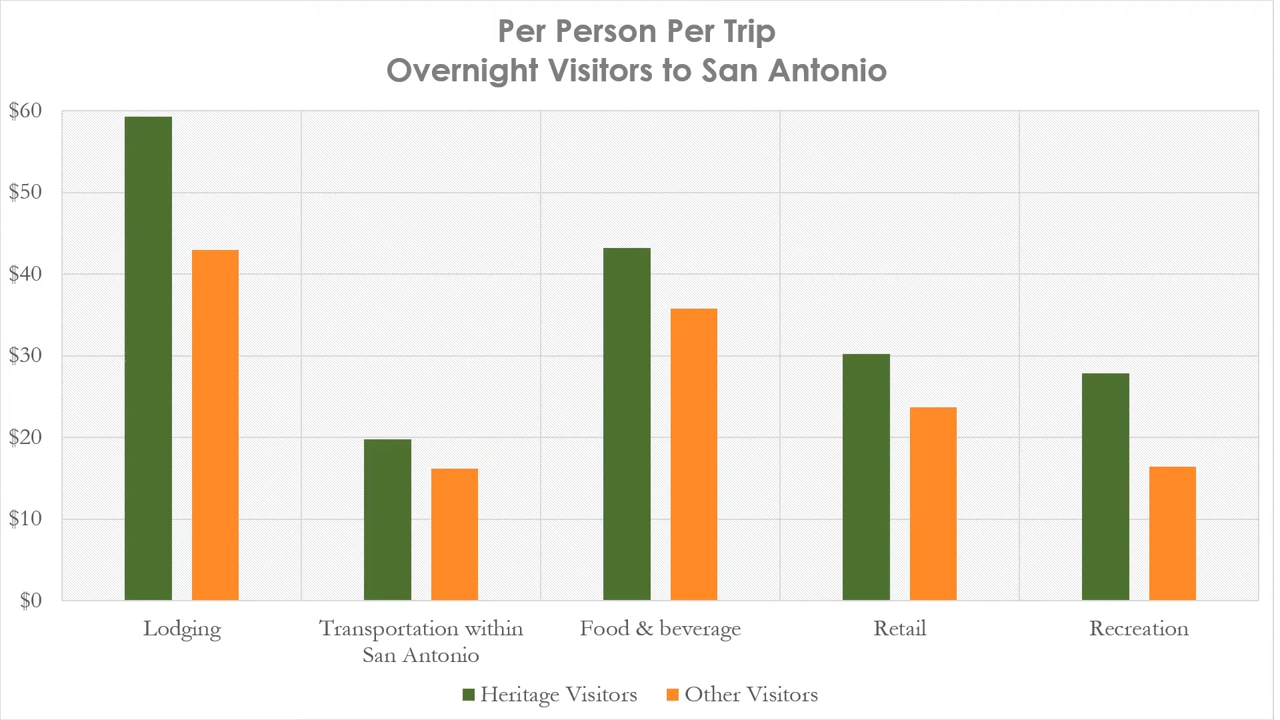 Per Person Per Trip
Overnight Visitors to San Antonio
$60
$50
$40
$30
$20
$10
$0
Lodging
Transportation within
San Antonio
Food & beverage
Retail
Recreation
Heritage Visitors
Other Visitors